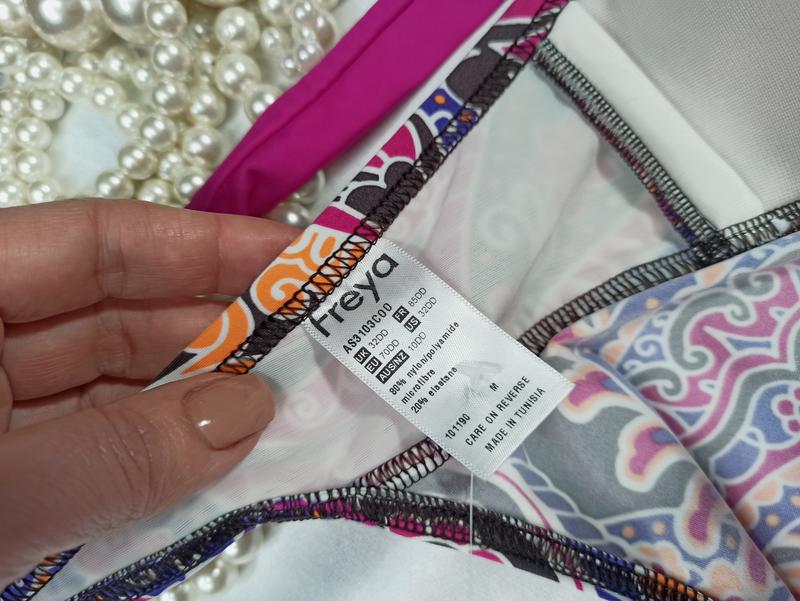 Freya
AS3103C00
UK 32DD FR 85DD
EU 70DD US 32DD
AUS/NZ 10DD
80% nylon/polyamide
microfibre
20% elastane
101190 M
CARE ON REVERSE
MADE IN TUNISIA